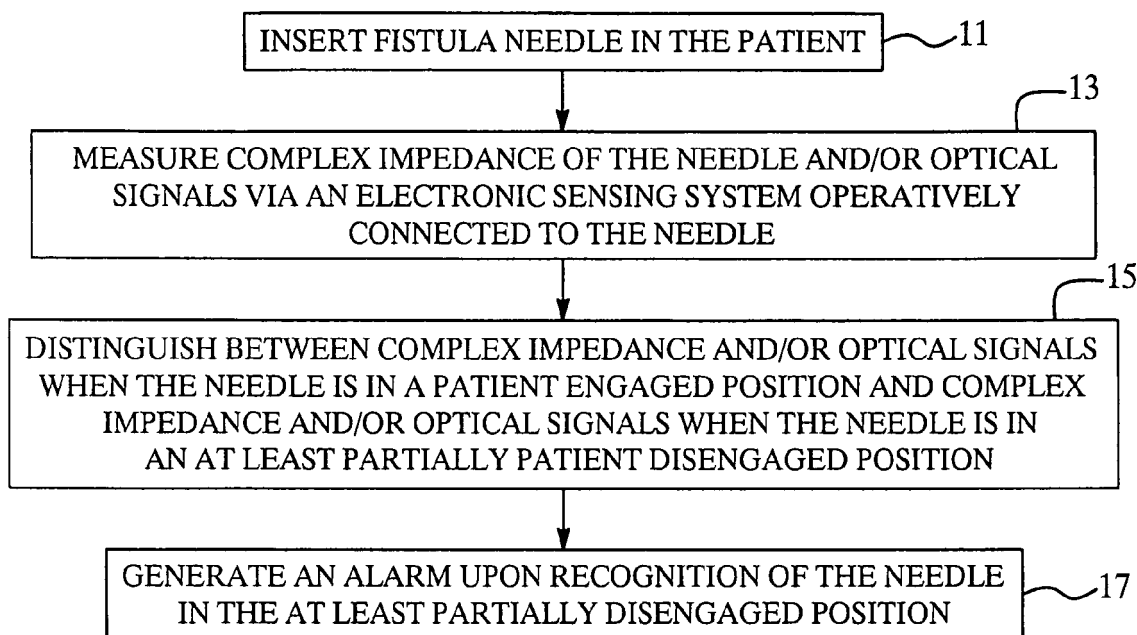 INSERT FISTULA NEEDLE IN THE PATIENT
11
13
MEASURE COMPLEX IMPEDANCE OF THE NEEDLE AND/OR OPTICAL
SIGNALS VIA AN ELECTRONIC SENSING SYSTEM OPERATIVELY
CONNECTED TO THE NEEDLE
15
DISTINGUISH BETWEEN COMPLEX IMPEDANCE AND/OR OPTICAL SIGNALS
WHEN THE NEEDLE IS IN A PATIENT ENGAGED POSITION AND COMPLEX
IMPEDANCE AND/OR OPTICAL SIGNALS WHEN THE NEEDLE IS IN
AN AT LEAST PARTIALLY PATIENT DISENGAGED POSITION
GENERATE AN ALARM UPON RECOGNITION OF THE NEEDLE
IN THE AT LEAST PARTIALLY DISENGAGED POSITION
17